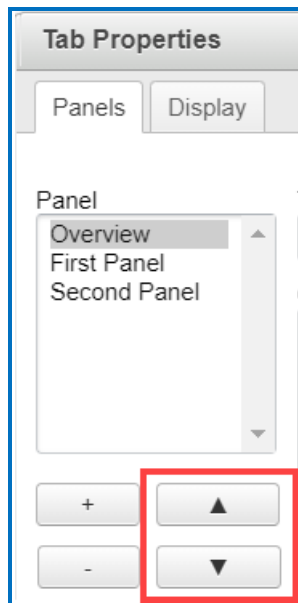 Tab Properties
Panels Display
Panel
Overview
First Panel
Second Panel
+ ▲
- ▼